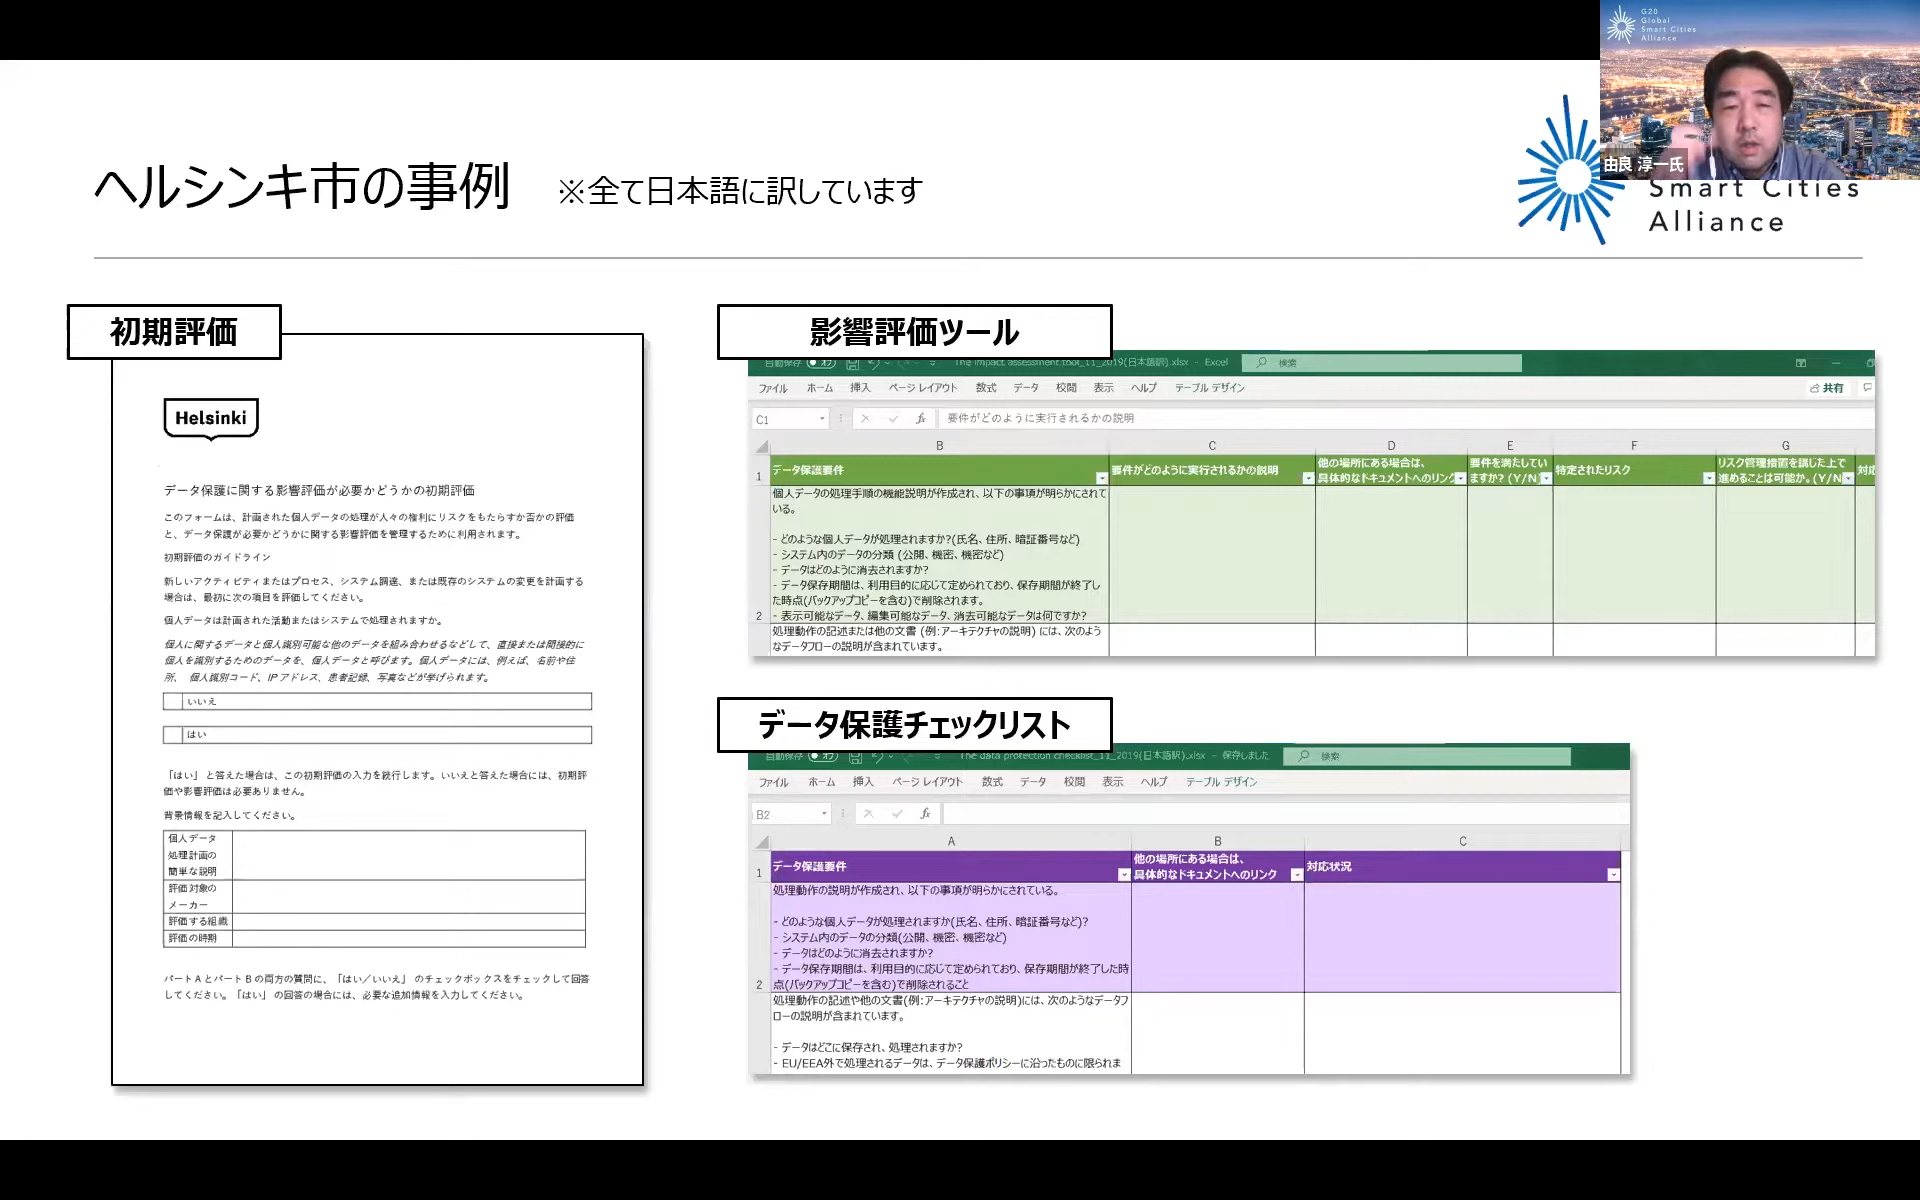 G20
Global
Smart Cities
Alliance
由良 淳一氏
Smart Cities
Alliance
ヘルシンキ市の事例 ※全て日本語に訳しています
初期評価
Helsinki
データ保護に関する影響評価が必要かどうかの初期評価
このフォームは、計画された個人データの処理が人々の権利にリスクをもたらすか否かの評価
と、データ保護が必要かどうかに関する影響評価を管理するために利用されます。
初期評価のガイドライン
新しいアクティビティまたはプロセス、システム調達、または既存のシステムの変更を計画する
場合は、最初に次の項目を評価してください。
個人データは計画された活動またはシステムで処理されますか。
個人に関するデータと個人識別可能な他のデータを組み合わせるなどして、直接または間接的に
個人を識別するためのデータを、個人データと呼びます。個人データには、例えば、名前や住
所、 個人識別コード、IP アドレス、患者記録、写真などが挙げられます。
いいえ
はい
「はい」 と答えた場合は、この初期評価の入力を続行します。いいえと答えた場合には、初期評
価や影響評価は必要ありません。
背景情報を記入してください。
個人データ
処理計画の
簡単な説明
評価対象の
メーカー
評価する組織
評価の時期
パートＡとパートＢの両方の質問に、「はい／いいえ」 のチェックボックスをチェックして回答
してください。「はい」 の回答の場合には、必要な追加情報を入力してください。
影響評価ツール
自動保存 オフ The impact assessment tool_11_2019(日本語訳).xlsx - Excel 検索
ファイル ホーム 挿入 ページ レイアウト 数式 データ 校閲 表示 ヘルプ テーブル デザイン 共有
C1 fx 要件がどのように実行されるかの説明
B C D E F G
1 データ保護要件 要件がどのように実行されるかの説明 他の場所にある場合は、
具体的なドキュメントへのリンク 要件を満たしてい
ますか? (Y/N) 特定されたリスク リスク管理措置を講じた上で
進めることは可能か。(Y/N 対応
個人データの処理手順の機能説明が作成され、以下の事項が明らかにされて
いる。
- どのような個人データが処理されますか?(氏名、住所、暗証番号など)
- システム内のデータの分類 (公開、機密、機密など)
- データはどのように消去されますか?
- データ保存期間は、利用目的に応じて定められており、保存期間が終了し
た時点(バックアップコピーを含む)で削除されます。
2 - 表示可能なデータ、編集可能なデータ、消去可能なデータは何ですか?
処理動作の記述または他の文書 (例：アーキテクチャの説明) には、次のよう
なデータフローの説明が含まれています。
データ保護チェックリスト
自動保存 オフ The data protection checklist_11_2019(日本語訳).xlsx - 保存しました 検索
ファイル ホーム 挿入 ページ レイアウト 数式 データ 校閲 表示 ヘルプ テーブル デザイン
B2 fx
A B C
1 データ保護要件 他の場所にある場合は、
具体的なドキュメントへのリンク 対応状況
処理動作の説明が作成され、以下の事項が明らかにされている。
- どのような個人データが処理されますか(氏名、住所、暗証番号など)?
- システム内のデータの分類(公開、機密、機密など)
- データはどのように消去されますか?
- データ保存期間は、利用目的に応じて定められており、保存期間が終了した時
2 点(バックアップコピーを含む)で削除されること
処理動作の記述や他の文書(例：アーキテクチャの説明)には、次のようなデータフ
ローの説明が含まれています。
- データはどこに保存され、処理されますか?
- EU/EEA外で処理されるデータは、データ保護ポリシーに沿ったものに限られま